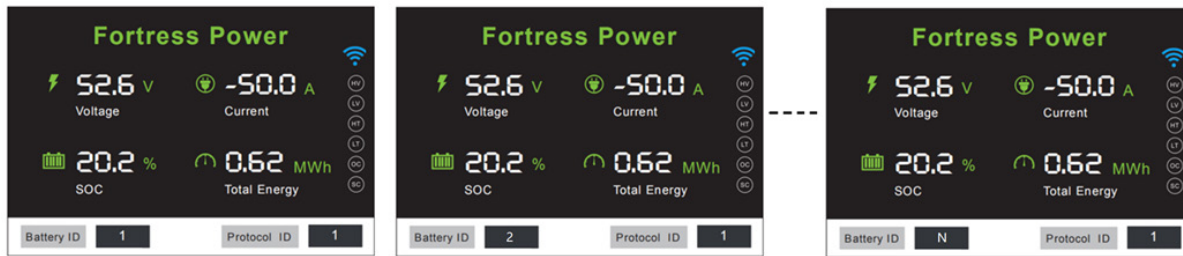 Fortress Power
52.6 V
Voltage
-50.0 A
Current
20.2 %
SOC
0.62 MWh
Total Energy
HV
LV
HT
LT
OC
SC
Battery ID 1
Protocol ID 1
Fortress Power
52.6 V
Voltage
-50.0 A
Current
20.2 %
SOC
0.62 MWh
Total Energy
HV
LV
HT
LT
OC
SC
Battery ID 2
Protocol ID 1
Fortress Power
52.6 V
Voltage
-50.0 A
Current
20.2 %
SOC
0.62 MWh
Total Energy
HV
LV
HT
LT
OC
SC
Battery ID N
Protocol ID 1